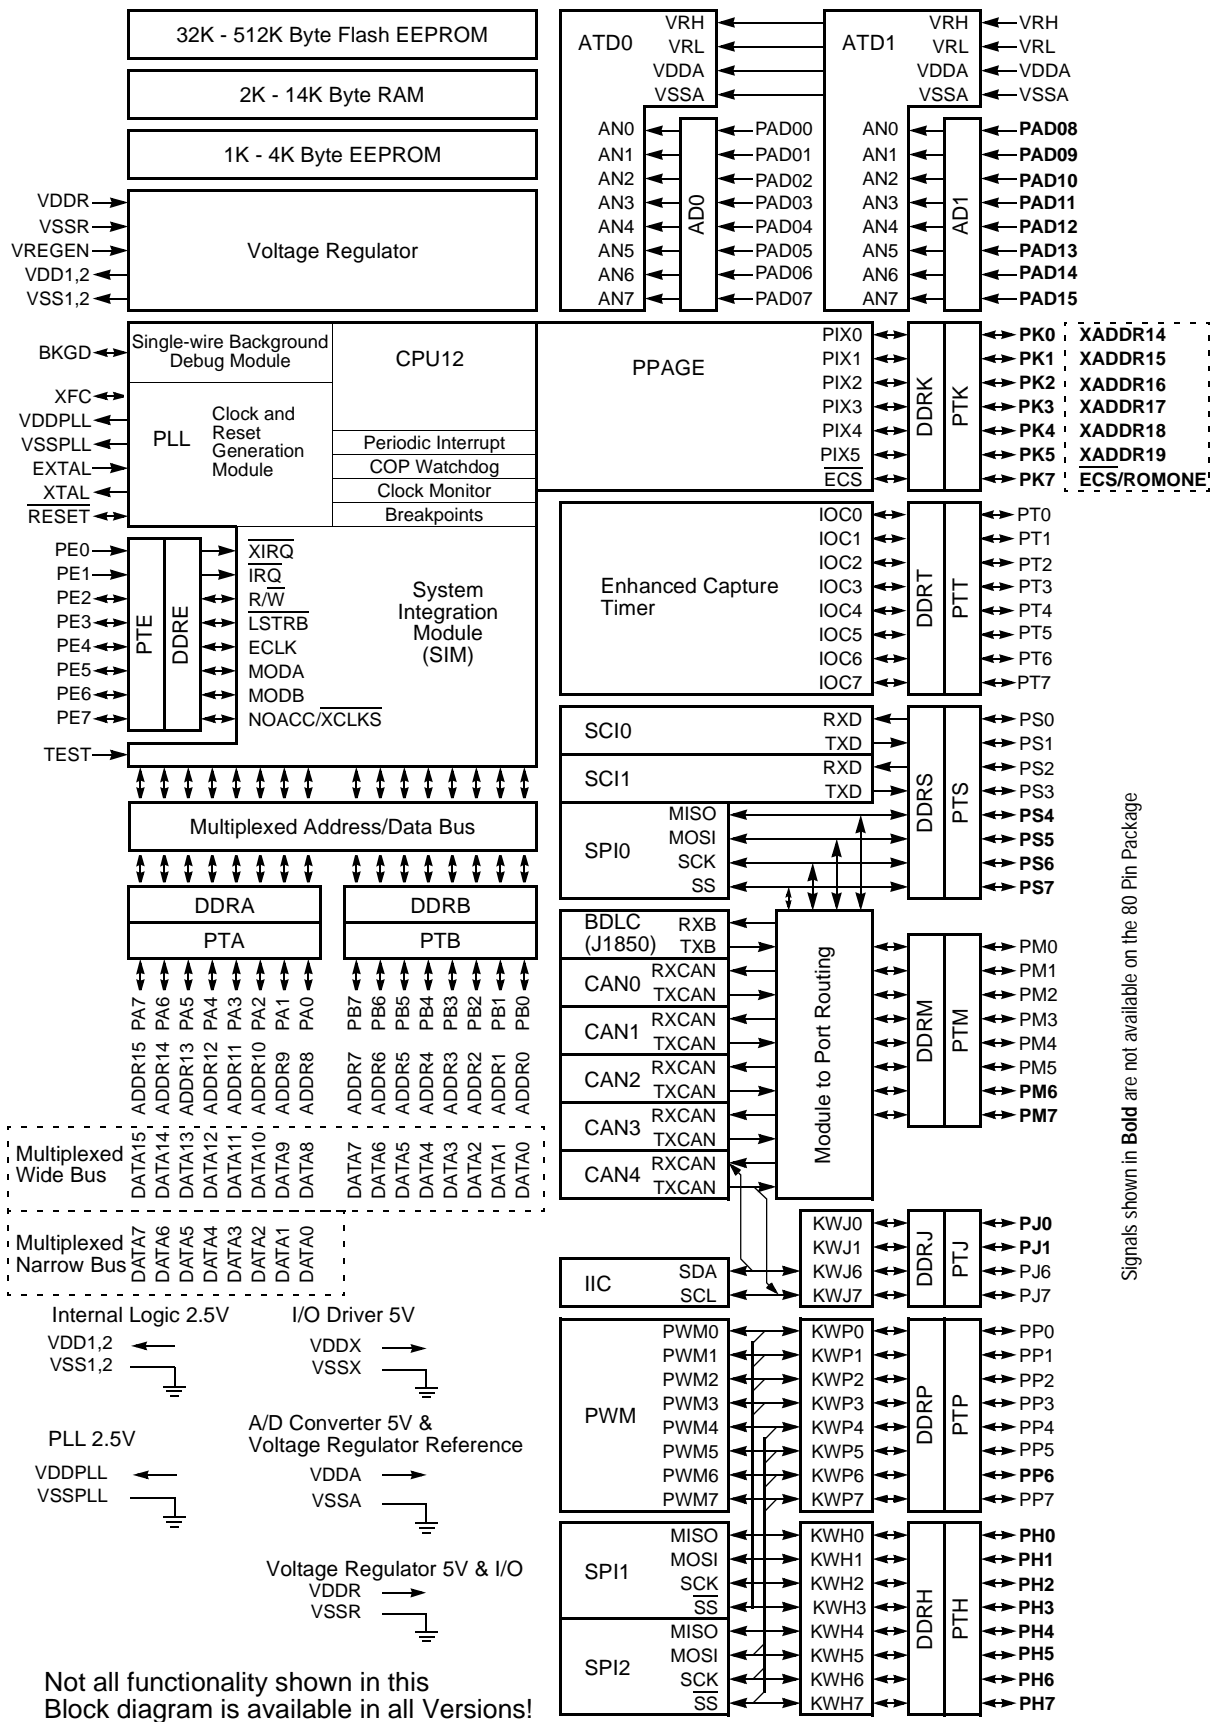 32K - 512K Byte Flash EEPROM
2K - 14K Byte RAM
1K - 4K Byte EEPROM
VDDR
VSSR
VREGEN
VDD1,2
VSS1,2
Voltage Regulator
ATD0
VRH
VRL
VDDA
VSSA
AN0
AN1
AN2
AN3
AN4
AN5
AN6
AN7
AD0
PAD00
PAD01
PAD02
PAD03
PAD04
PAD05
PAD06
PAD07
ATD1
VRH
VRL
VDDA
VSSA
VRH
VRL
VDDA
VSSA
AN0
AN1
AN2
AN3
AN4
AN5
AN6
AN7
AD1
PAD08
PAD09
PAD10
PAD11
PAD12
PAD13
PAD14
PAD15
BKGD
XFC
VDDPLL
VSSPLL
EXTAL
XTAL
RESET
Single-wire Background
Debug Module
CPU12
PLL
Clock and
Reset
Generation
Module
Periodic Interrupt
COP Watchdog
Clock Monitor
Breakpoints
PPAGE
PIX0
PIX1
PIX2
PIX3
PIX4
PIX5
ECS
DDRK
PTK
PK0
PK1
PK2
PK3
PK4
PK5
PK7
XADDR14
XADDR15
XADDR16
XADDR17
XADDR18
XADDR19
ECS/ROMONE
PE0
PE1
PE2
PE3
PE4
PE5
PE6
PE7
TEST
PTE
DDRE
XIRQ
IRQ
R/W
LSTRB
ECLK
MODA
MODB
NOACC/XCLKS
System
Integration
Module
(SIM)
Enhanced Capture
Timer
IOC0
IOC1
IOC2
IOC3
IOC4
IOC5
IOC6
IOC7
DDRT
PTT
PT0
PT1
PT2
PT3
PT4
PT5
PT6
PT7
SCI0
RXD
TXD
SCI1
RXD
TXD
SPI0
MISO
MOSI
SCK
SS
DDRS
PTS
PS0
PS1
PS2
PS3
PS4
PS5
PS6
PS7
Multiplexed Address/Data Bus
DDRA
PTA
DDRB
PTB
PA7
PA6
PA5
PA4
PA3
PA2
PA1
PA0
PB7
PB6
PB5
PB4
PB3
PB2
PB1
PB0
ADDR15
ADDR14
ADDR13
ADDR12
ADDR11
ADDR10
ADDR9
ADDR8
ADDR7
ADDR6
ADDR5
ADDR4
ADDR3
ADDR2
ADDR1
ADDR0
Multiplexed
Wide Bus
DATA15
DATA14
DATA13
DATA12
DATA11
DATA10
DATA9
DATA8
DATA7
DATA6
DATA5
DATA4
DATA3
DATA2
DATA1
DATA0
Multiplexed
Narrow Bus
DATA7
DATA6
DATA5
DATA4
DATA3
DATA2
DATA1
DATA0
BDLC
(J1850)
RXB
TXB
CAN0
RXCAN
TXCAN
CAN1
RXCAN
TXCAN
CAN2
RXCAN
TXCAN
CAN3
RXCAN
TXCAN
CAN4
RXCAN
TXCAN
Module to Port Routing
DDRM
PTM
PM0
PM1
PM2
PM3
PM4
PM5
PM6
PM7
IIC
SDA
SCL
KWJ0
KWJ1
KWJ6
KWJ7
DDRJ
PTJ
PJ0
PJ1
PJ6
PJ7
PWM
PWM0
PWM1
PWM2
PWM3
PWM4
PWM5
PWM6
PWM7
KWP0
KWP1
KWP2
KWP3
KWP4
KWP5
KWP6
KWP7
DDRP
PTP
PP0
PP1
PP2
PP3
PP4
PP5
PP6
PP7
SPI1
MISO
MOSI
SCK
SS
SPI2
MISO
MOSI
SCK
SS
KWH0
KWH1
KWH2
KWH3
KWH4
KWH5
KWH6
KWH7
DDRH
PTH
PH0
PH1
PH2
PH3
PH4
PH5
PH6
PH7
Internal Logic 2.5V
VDD1,2
VSS1,2
I/O Driver 5V
VDDX
VSSX
PLL 2.5V
VDDPLL
VSSPLL
A/D Converter 5V &
Voltage Regulator Reference
VDDA
VSSA
Voltage Regulator 5V & I/O
VDDR
VSSR
Not all functionality shown in this
Block diagram is available in all Versions!
Signals shown in Bold are not available on the 80 Pin Package